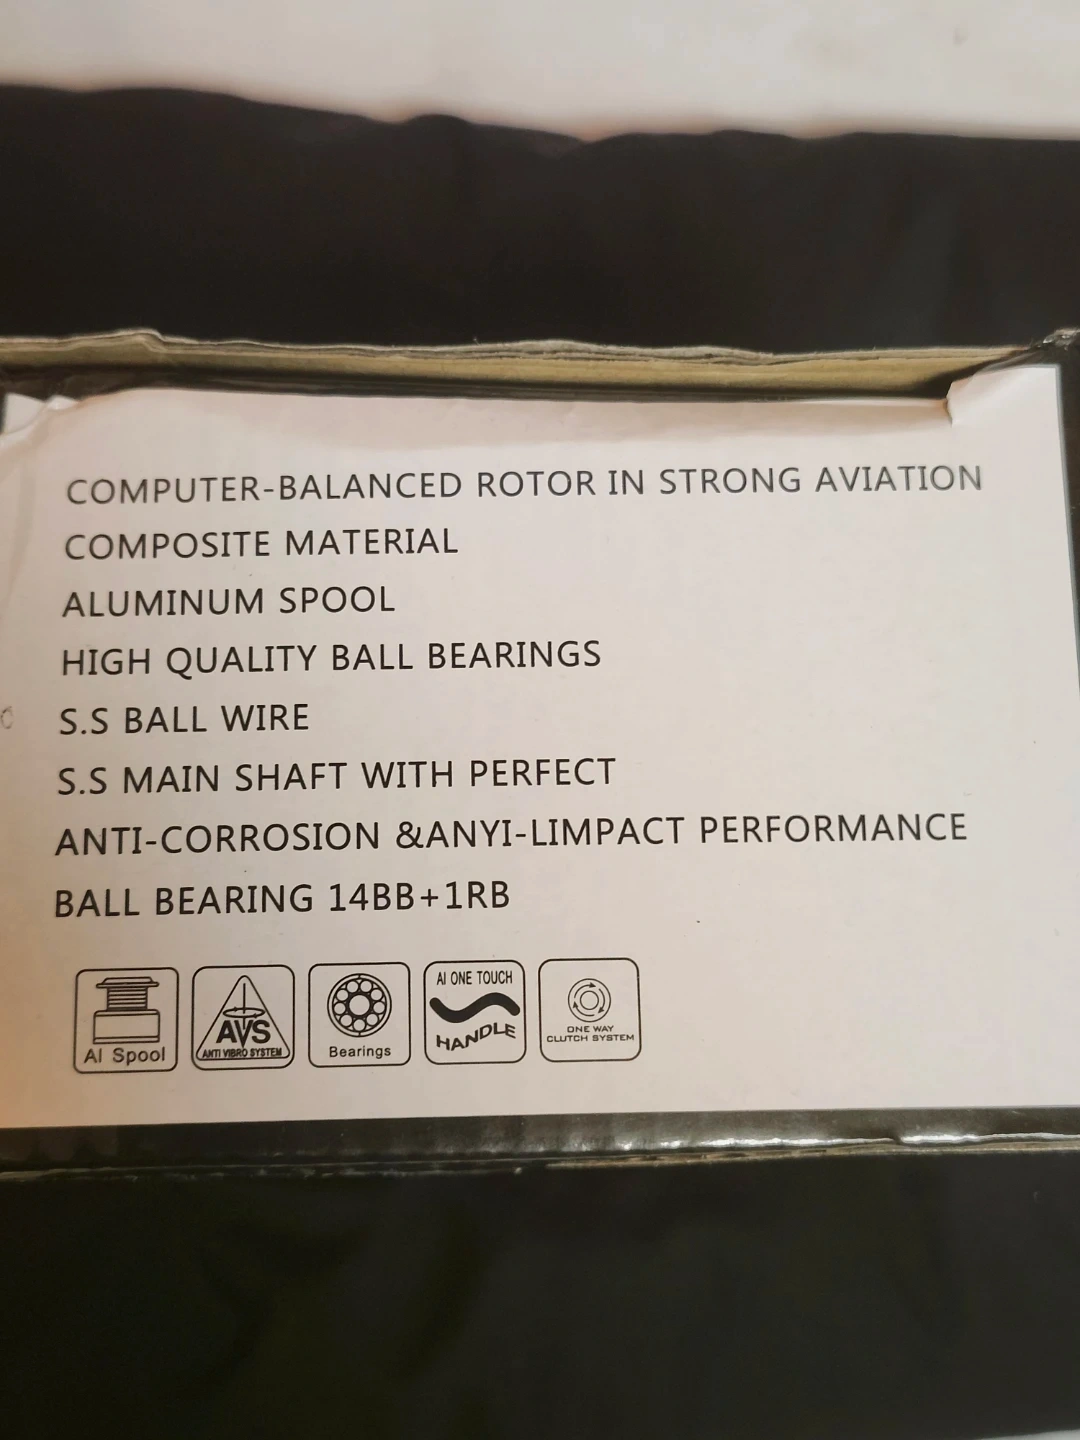 COMPUTER-BALANCED ROTOR IN STRONG AVIATION
COMPOSITE MATERIAL
ALUMINUM SPOOL
HIGH QUALITY BALL BEARINGS
S.S BALL WIRE
S.S MAIN SHAFT WITH PERFECT
ANTI-CORROSION &ANYI-LIMPACT PERFORMANCE
BALL BEARING 14BB+1RB
Al Spool
AVS
ANTI VIBRO SYSTEM
Bearings
AI ONE TOUCH
HANDLE
ONE WAY
CLUTCH SYSTEM